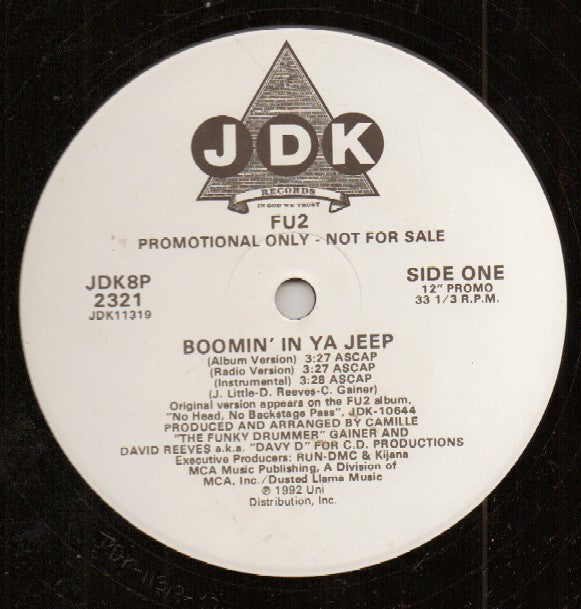 JDK
RECORDS
IN GOD WE TRUST
FU2
PROMOTIONAL ONLY - NOT FOR SALE
JDK8P
2321
JDK11319
SIDE ONE
12" PROMO
33 1/3 R.P.M.
BOOMIN' IN YA JEEP
(Album Version) 3:27 ASCAP
(Radio Version) 3:27 ASCAP
(Instrumental) 3:28 ASCAP
(J. Little-D. Reeves-C. Gainer)
Original version appears on the FU2 album,
"No Head, No Backstage Pass", JDK-10644
PRODUCED AND ARRANGED BY CAMILLE
"THE FUNKY DRUMMER" GAINER AND
DAVID REEVES a.k.a. "DAVY D" FOR C.D. PRODUCTIONS
Executive Producers: RUN-DMC & Kijana
MCA Music Publishing, A Division of
MCA, Inc./Dusted Llama Music
℗ 1992 Uni
Distribution, Inc.